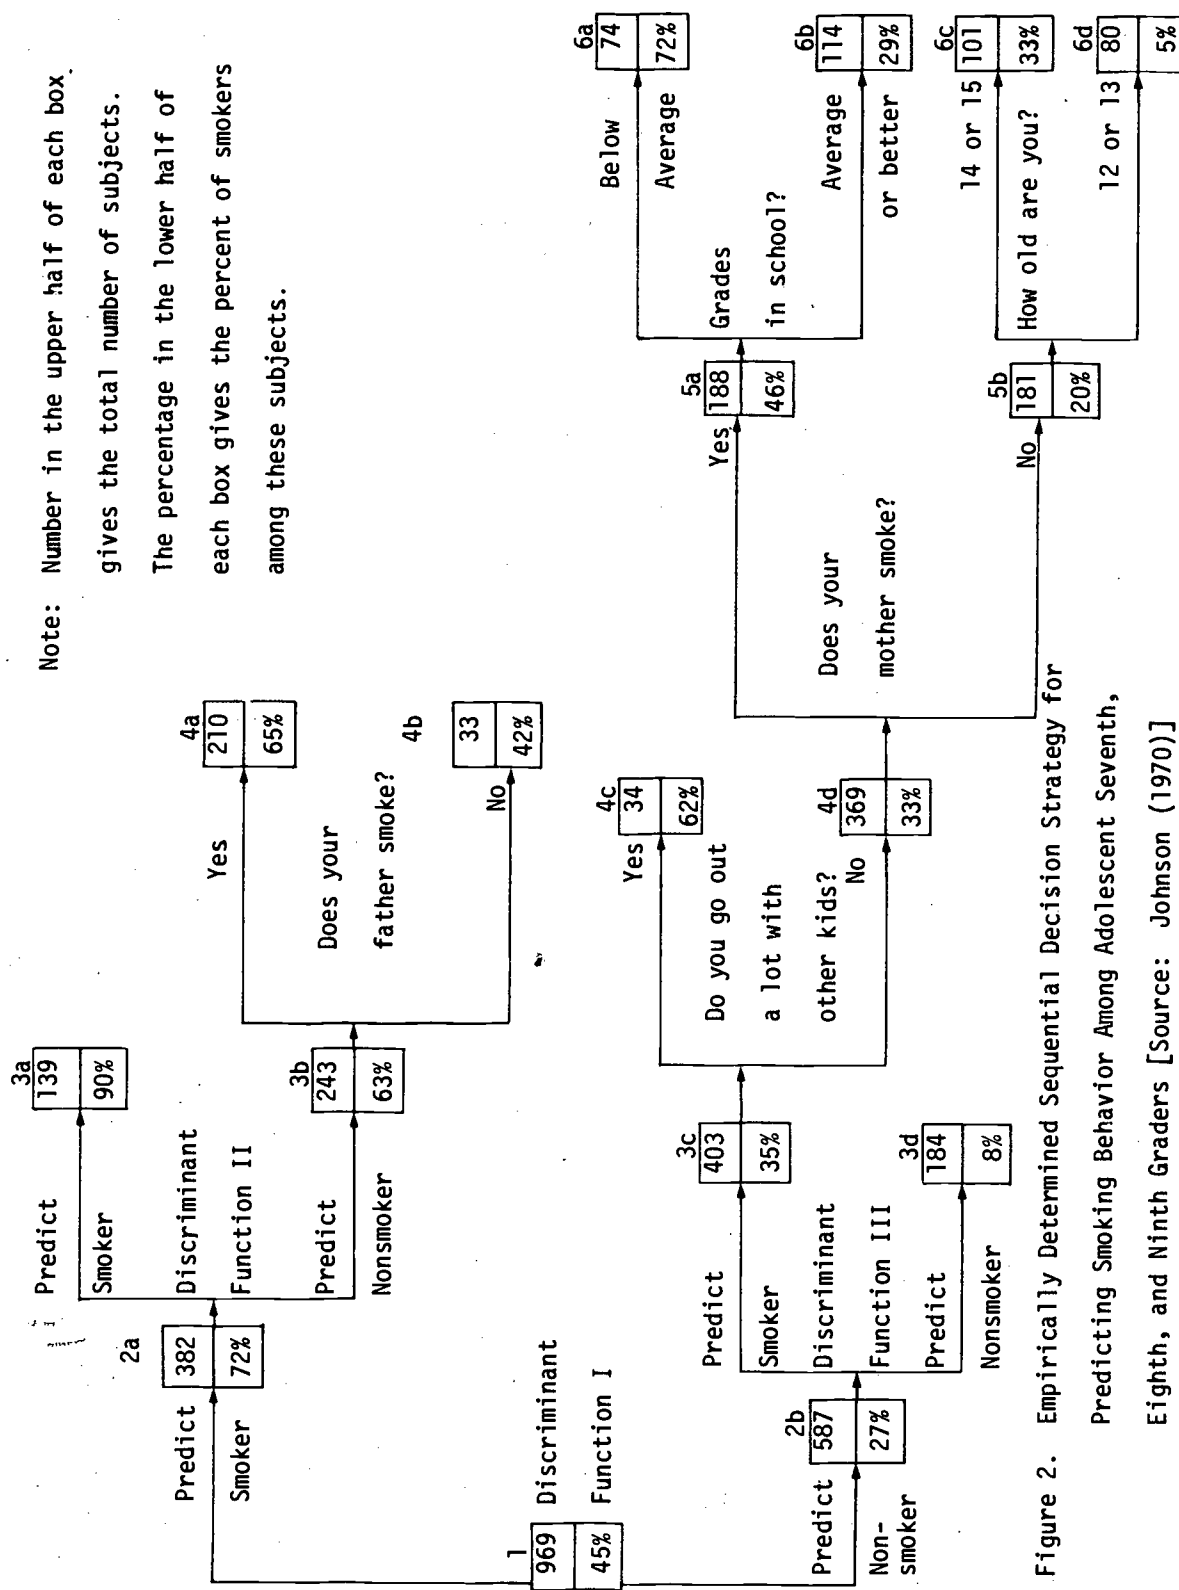 Note: Number in the upper half of each box
gives the total number of subjects.
The percentage in the lower half of
each box gives the percent of smokers
among these subjects.
1
969
45%
Discriminant
Function I
Predict
Smoker
2a
382
72%
Discriminant
Function II
Predict
Smoker
3a
139
90%
Predict
Nonsmoker
3b
243
63%
Does your
father smoke?
Yes
4a
210
65%
No
4b
33
42%
Predict
Non-
smoker
2b
587
27%
Discriminant
Function III
Predict
Smoker
3c
403
35%
Predict
Nonsmoker
3d
184
8%
Do you go out
a lot with
other kids?
Yes
4c
34
62%
No
4d
369
33%
Does your
mother smoke?
Yes
5a
188
46%
No
5b
181
20%
Grades
in school?
Below
Average
6a
74
72%
Average
or better
6b
114
29%
How old are you?
14 or 15
6c
101
33%
12 or 13
6d
80
5%
Figure 2. Empirically Determined Sequential Decision Strategy for
Predicting Smoking Behavior Among Adolescent Seventh,
Eighth, and Ninth Graders [Source: Johnson (1970)]